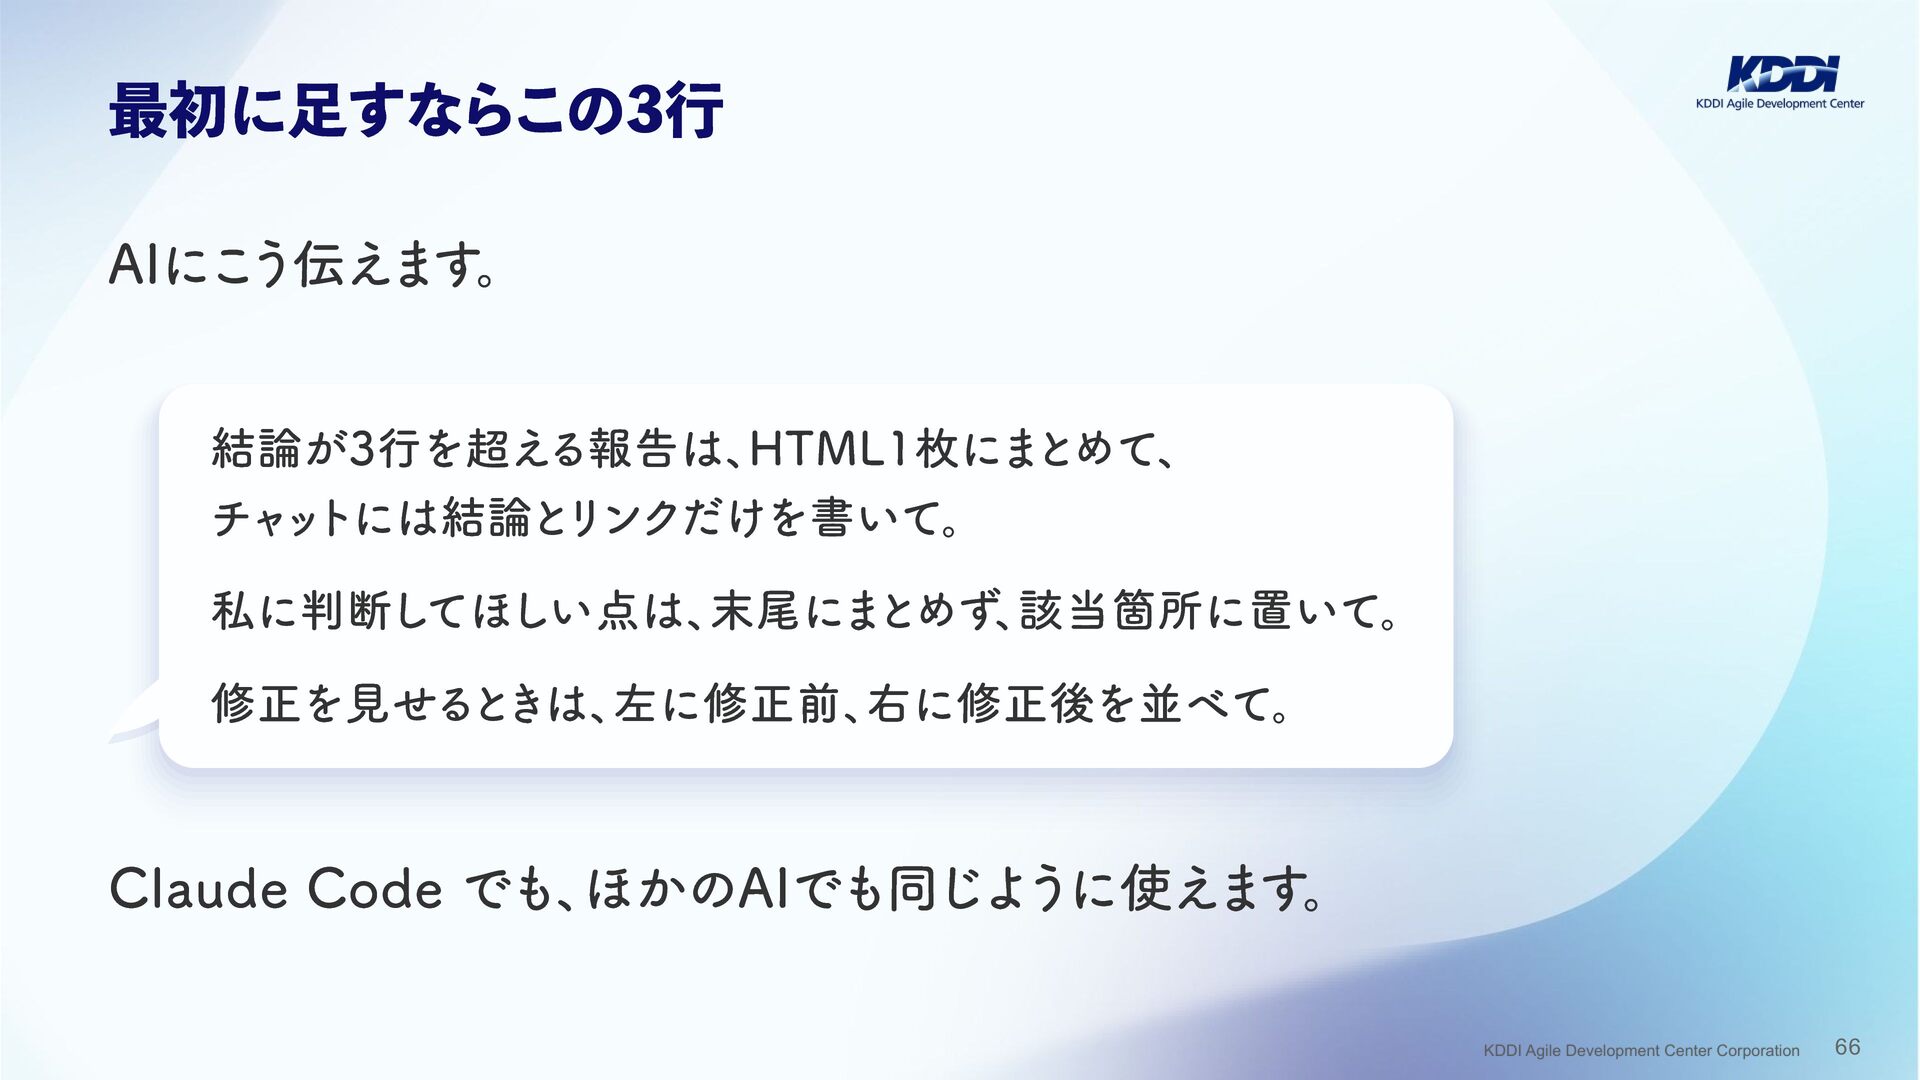 最初に足すならこの3行
KDDI
KDDI Agile Development Center
AIにこう伝えます。
結論が3行を超える報告は、HTML1枚にまとめて、
チャットには結論とリンクだけを書いて。
私に判断してほしい点は、末尾にまとめず、該当箇所に置いて。
修正を見せるときは、左に修正前、右に修正後を並べて。
Claude Code でも、ほかのAIでも同じように使えます。
KDDI Agile Development Center Corporation
66